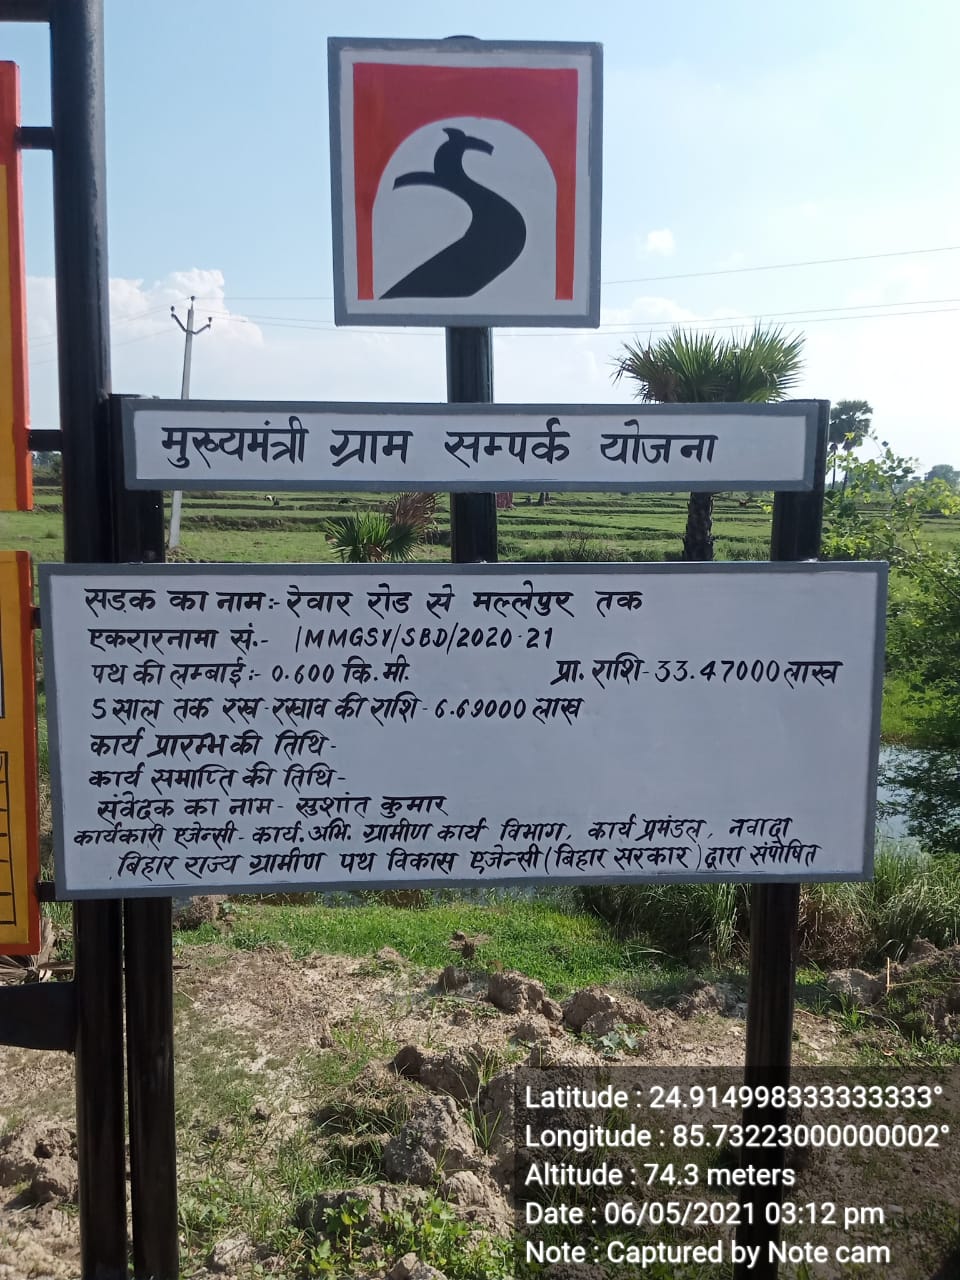 मुख्यमंत्री ग्राम सम्पर्क योजना
सड़क का नाम:- रेवार रोड से मल्लेपुर तक
एकरारनामा सं.- /MMGSY/SBD/2020-21
पथ की लम्बाई:- 0.600 कि.मी. प्रा. राशि- 33.47000 लाख
5 साल तक रख-रखाव की राशि- 6.69000 लाख
कार्य प्रारम्भ की तिथि-
कार्य समाप्ति की तिथि-
संवेदक का नाम- सुशांत कुमार
कार्यकारी एजेन्सी- कार्य. अभि. ग्रामीण कार्य विभाग, कार्य प्रमंडल, नवादा
बिहार राज्य ग्रामीण पथ विकास एजेन्सी (बिहार सरकार) द्वारा संपोषित
Latitude : 24.914998333333333°
Longitude : 85.73223000000002°
Altitude : 74.3 meters
Date : 06/05/2021 03:12 pm
Note : Captured by Note cam